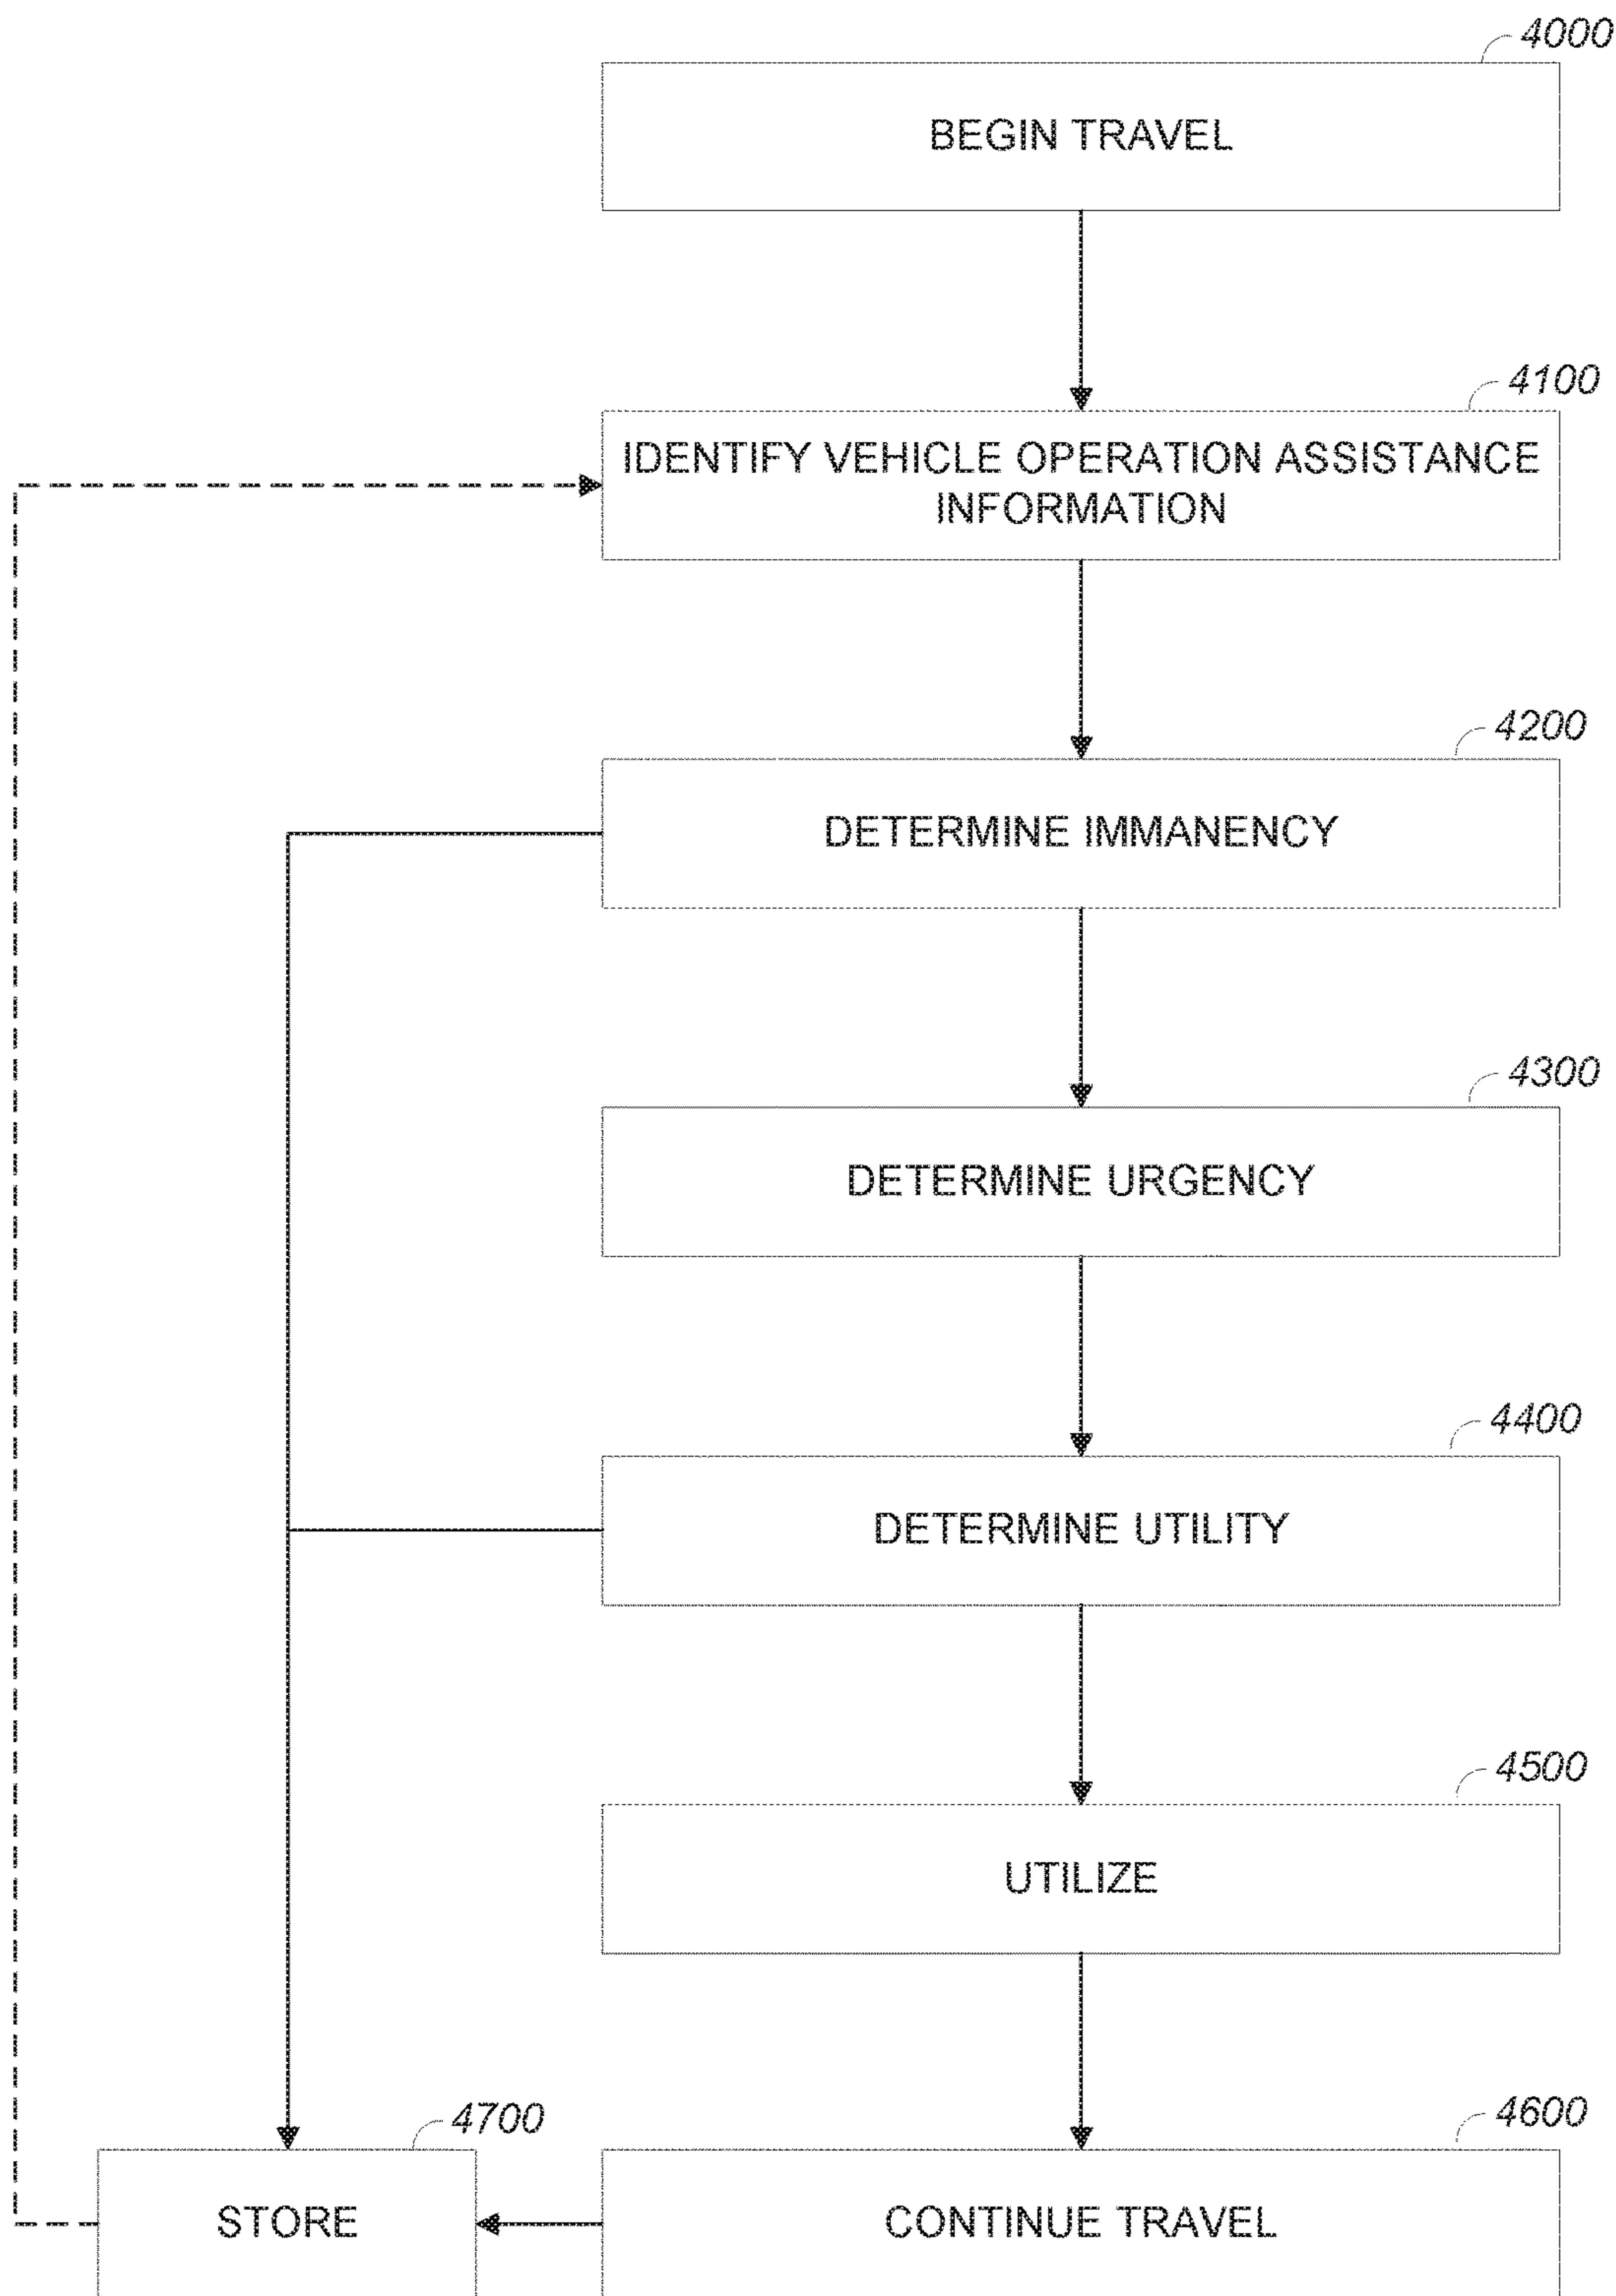 4000
BEGIN TRAVEL
4100
IDENTIFY VEHICLE OPERATION ASSISTANCE
INFORMATION
4200
DETERMINE IMMANENCY
4300
DETERMINE URGENCY
4400
DETERMINE UTILITY
4500
UTILIZE
4700
4600
STORE
CONTINUE TRAVEL